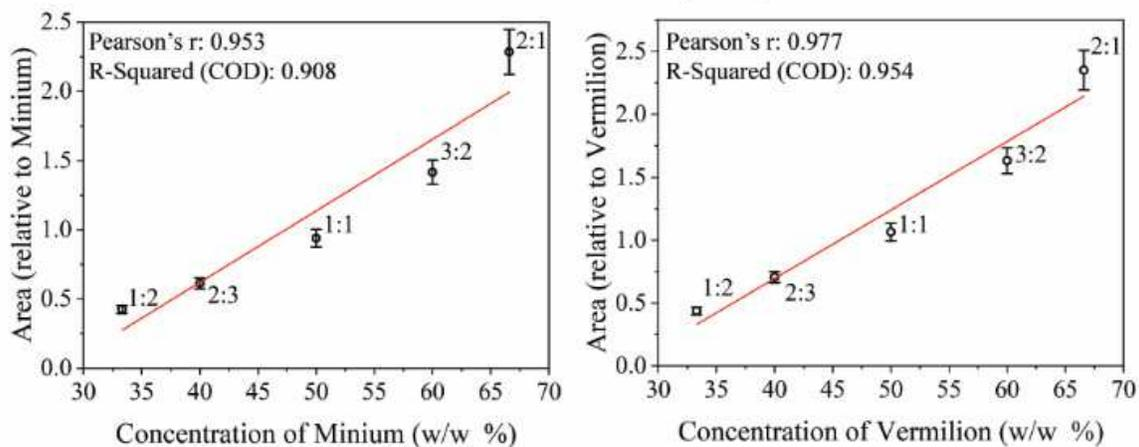 Pearson's r: 0.953
R-Squared (COD): 0.908
2:1
3:2
1:1
2:3
1:2
2.5
2.0
1.5
1.0
0.5
0.0
30 35 40 45 50 55 60 65 70
Area (relative to Minium)
Concentration of Minium (w/w %)
Pearson's r: 0.977
R-Squared (COD): 0.954
2:1
3:2
1:1
2:3
1:2
2.5
2.0
1.5
1.0
0.5
0.0
30 35 40 45 50 55 60 65 70
Area (relative to Vermilion)
Concentration of Vermilion (w/w %)